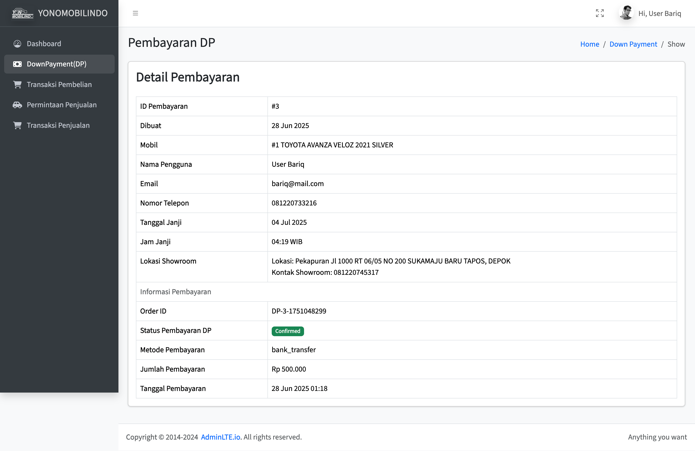 YONOMOBILINDO
Hi, User Bariq
Dashboard
DownPayment(DP)
Transaksi Pembelian
Permintaan Penjualan
Transaksi Penjualan
Pembayaran DP
Home / Down Payment / Show
Detail Pembayaran
ID Pembayaran #3
Dibuat 28 Jun 2025
Mobil #1 TOYOTA AVANZA VELOZ 2021 SILVER
Nama Pengguna User Bariq
Email bariq@mail.com
Nomor Telepon 081220733216
Tanggal Janji 04 Jul 2025
Jam Janji 04:19 WIB
Lokasi Showroom Lokasi: Pekapuran Jl 1000 RT 06/05 NO 200 SUKAMAJU BARU TAPOS, DEPOK
Kontak Showroom: 081220745317
Informasi Pembayaran
Order ID DP-3-1751048299
Status Pembayaran DP Confirmed
Metode Pembayaran bank_transfer
Jumlah Pembayaran Rp 500.000
Tanggal Pembayaran 28 Jun 2025 01:18
Copyright © 2014-2024 AdminLTE.io. All rights reserved.
Anything you want